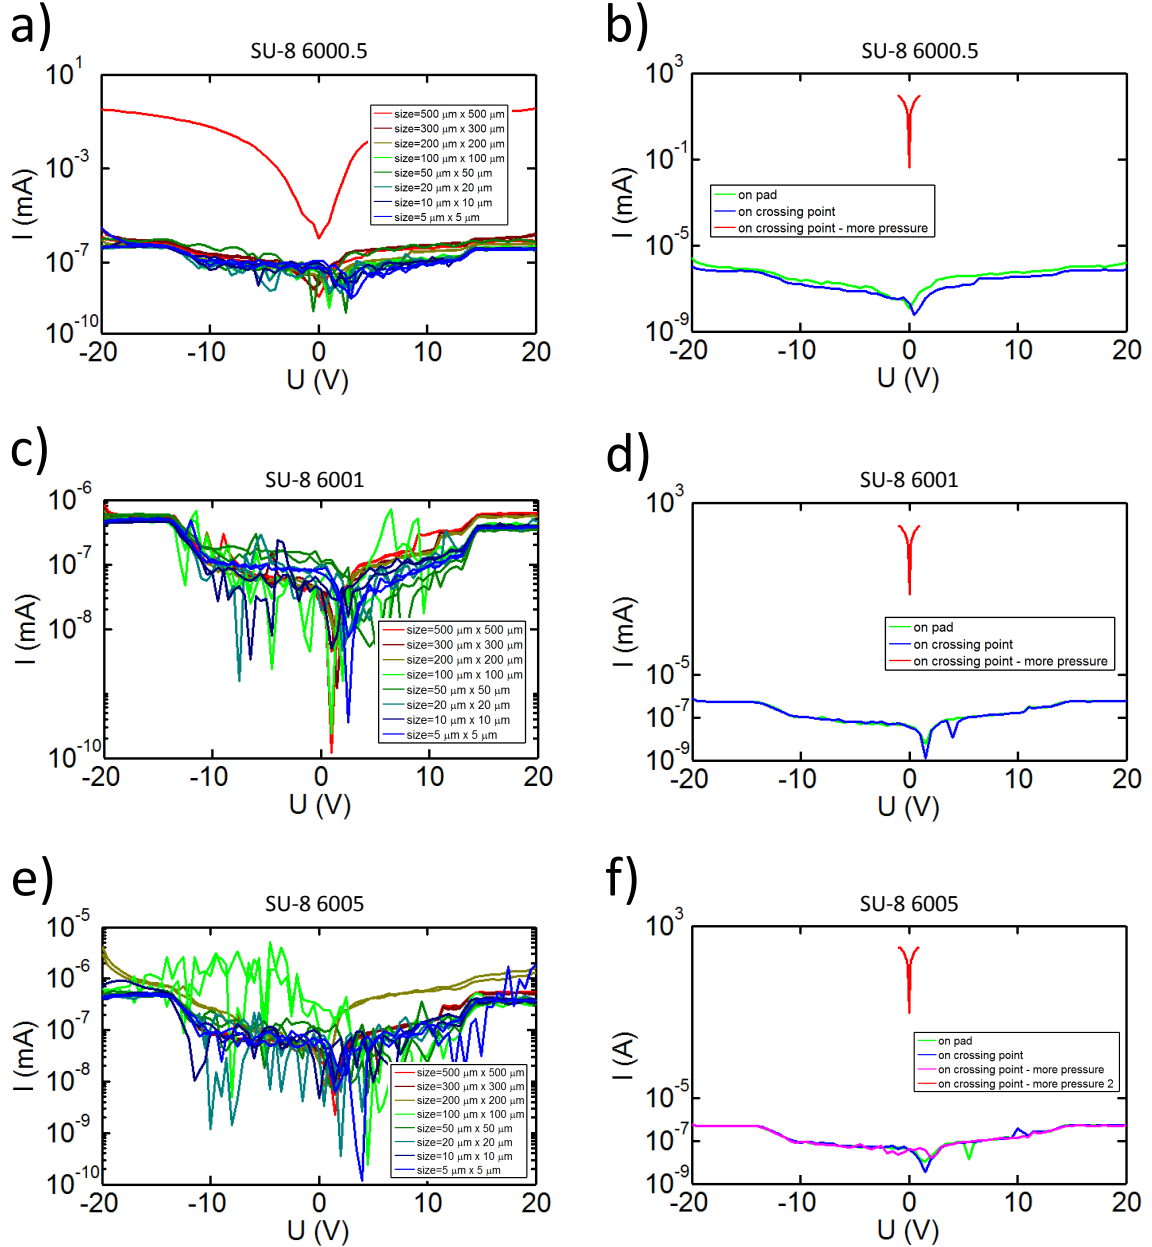 a)
SU-8 6000.5
10^1
10^-3
10^-7
10^-10
I (mA)
-20 -10 0 10 20
U (V)
size=500 µm x 500 µm
size=300 µm x 300 µm
size=200 µm x 200 µm
size=100 µm x 100 µm
size=50 µm x 50 µm
size=20 µm x 20 µm
size=10 µm x 10 µm
size=5 µm x 5 µm
b)
SU-8 6000.5
10^3
10^-1
10^-5
10^-9
I (mA)
-20 -10 0 10 20
U (V)
on pad
on crossing point
on crossing point - more pressure
c)
SU-8 6001
10^-6
10^-7
10^-8
10^-10
I (mA)
-20 -10 0 10 20
U (V)
size=500 µm x 500 µm
size=300 µm x 300 µm
size=200 µm x 200 µm
size=100 µm x 100 µm
size=50 µm x 50 µm
size=20 µm x 20 µm
size=10 µm x 10 µm
size=5 µm x 5 µm
d)
SU-8 6001
10^3
10^-5
10^-7
10^-9
I (mA)
-20 -10 0 10 20
U (V)
on pad
on crossing point
on crossing point - more pressure
e)
SU-8 6005
10^-5
10^-6
10^-7
10^-8
10^-9
10^-10
I (mA)
-20 -10 0 10 20
U (V)
size=500 µm x 500 µm
size=300 µm x 300 µm
size=200 µm x 200 µm
size=100 µm x 100 µm
size=50 µm x 50 µm
size=20 µm x 20 µm
size=10 µm x 10 µm
size=5 µm x 5 µm
f)
SU-8 6005
10^3
10^-5
10^-7
10^-9
I (A)
-20 -10 0 10 20
U (V)
on pad
on crossing point
on crossing point - more pressure
on crossing point - more pressure 2